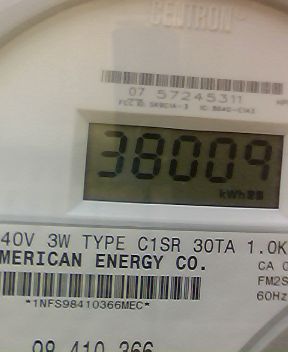 CENTRON
07 57245311
38009
kWh
40V 3W TYPE C1SR 30TA 1.0K
MERICAN ENERGY CO.
CA
FM2S
60Hz
*1NFS98410366MEC*
98 410 366